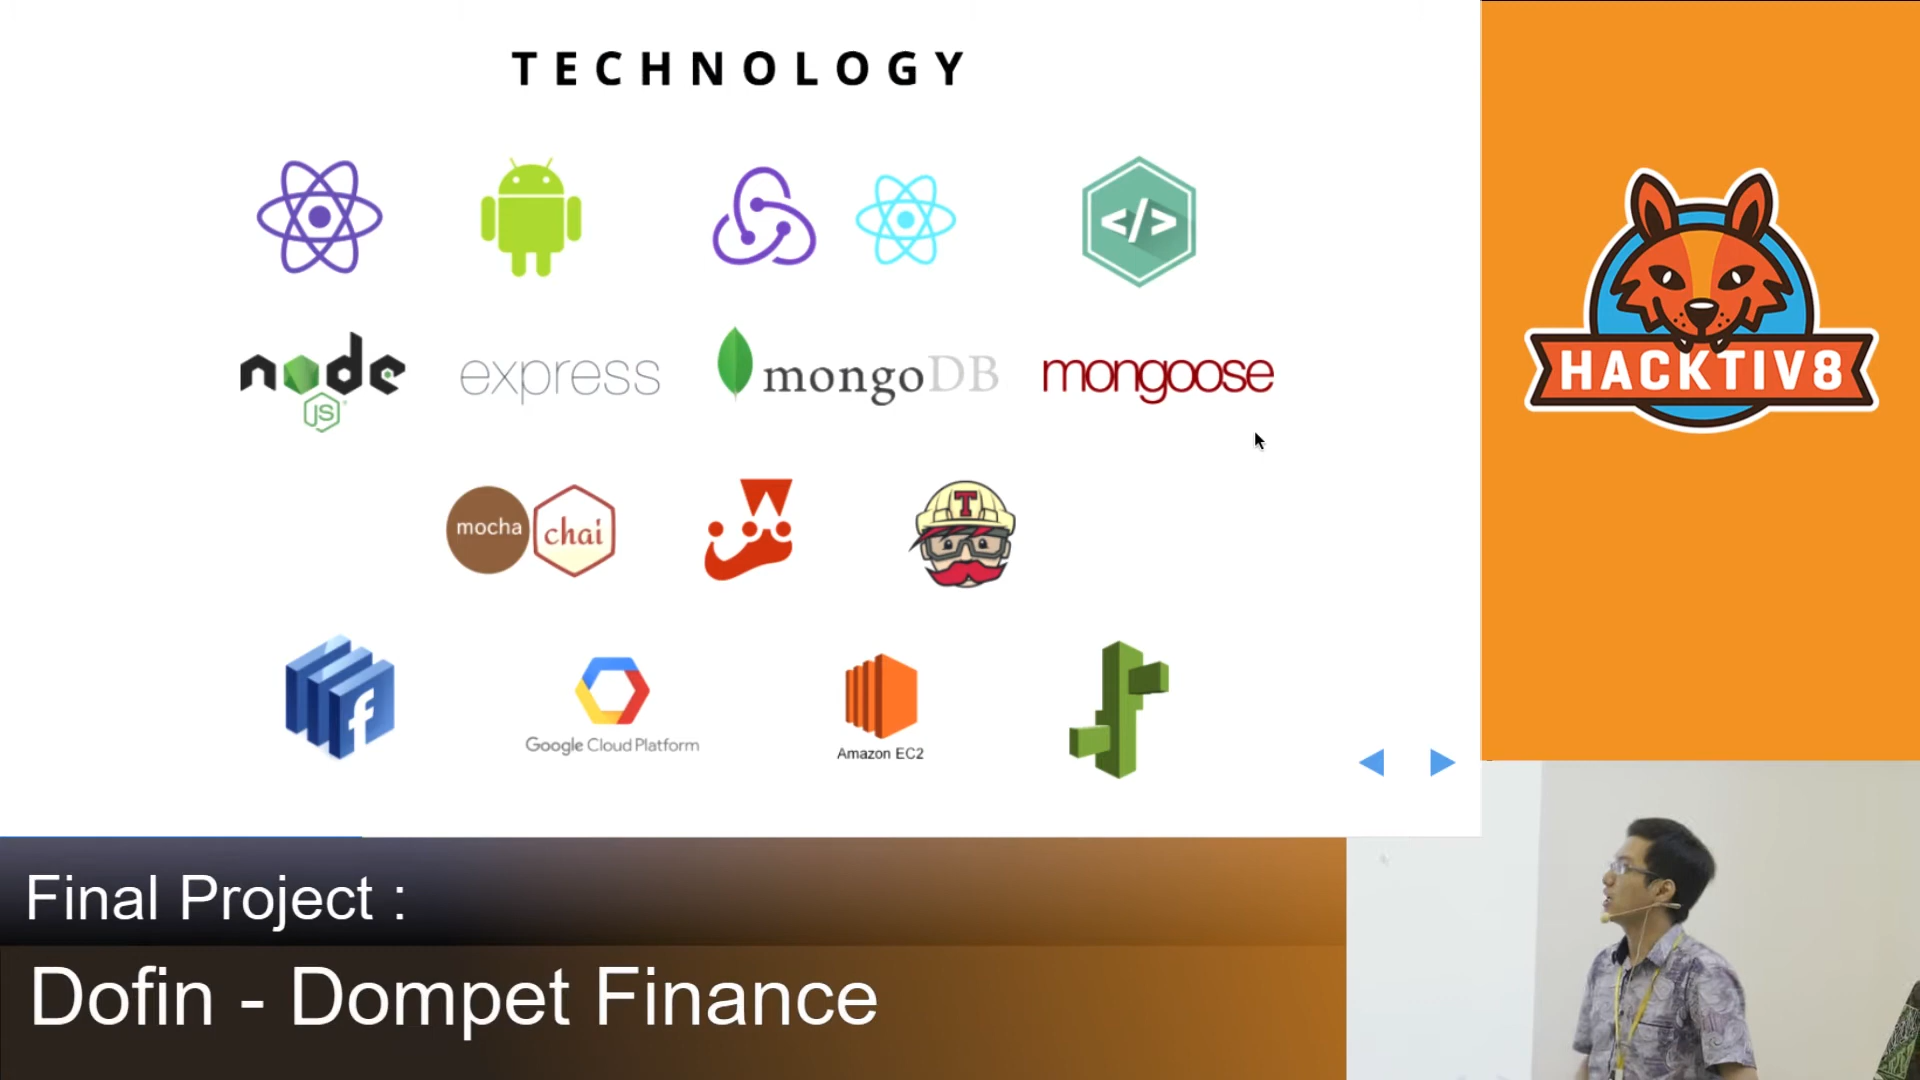 TECHNOLOGY
</>
node
JS
express
mongoDB
mongoose
mocha
chai
T
f
Google Cloud Platform
Amazon EC2
HACKTIV8
Final Project :
Dofin - Dompet Finance